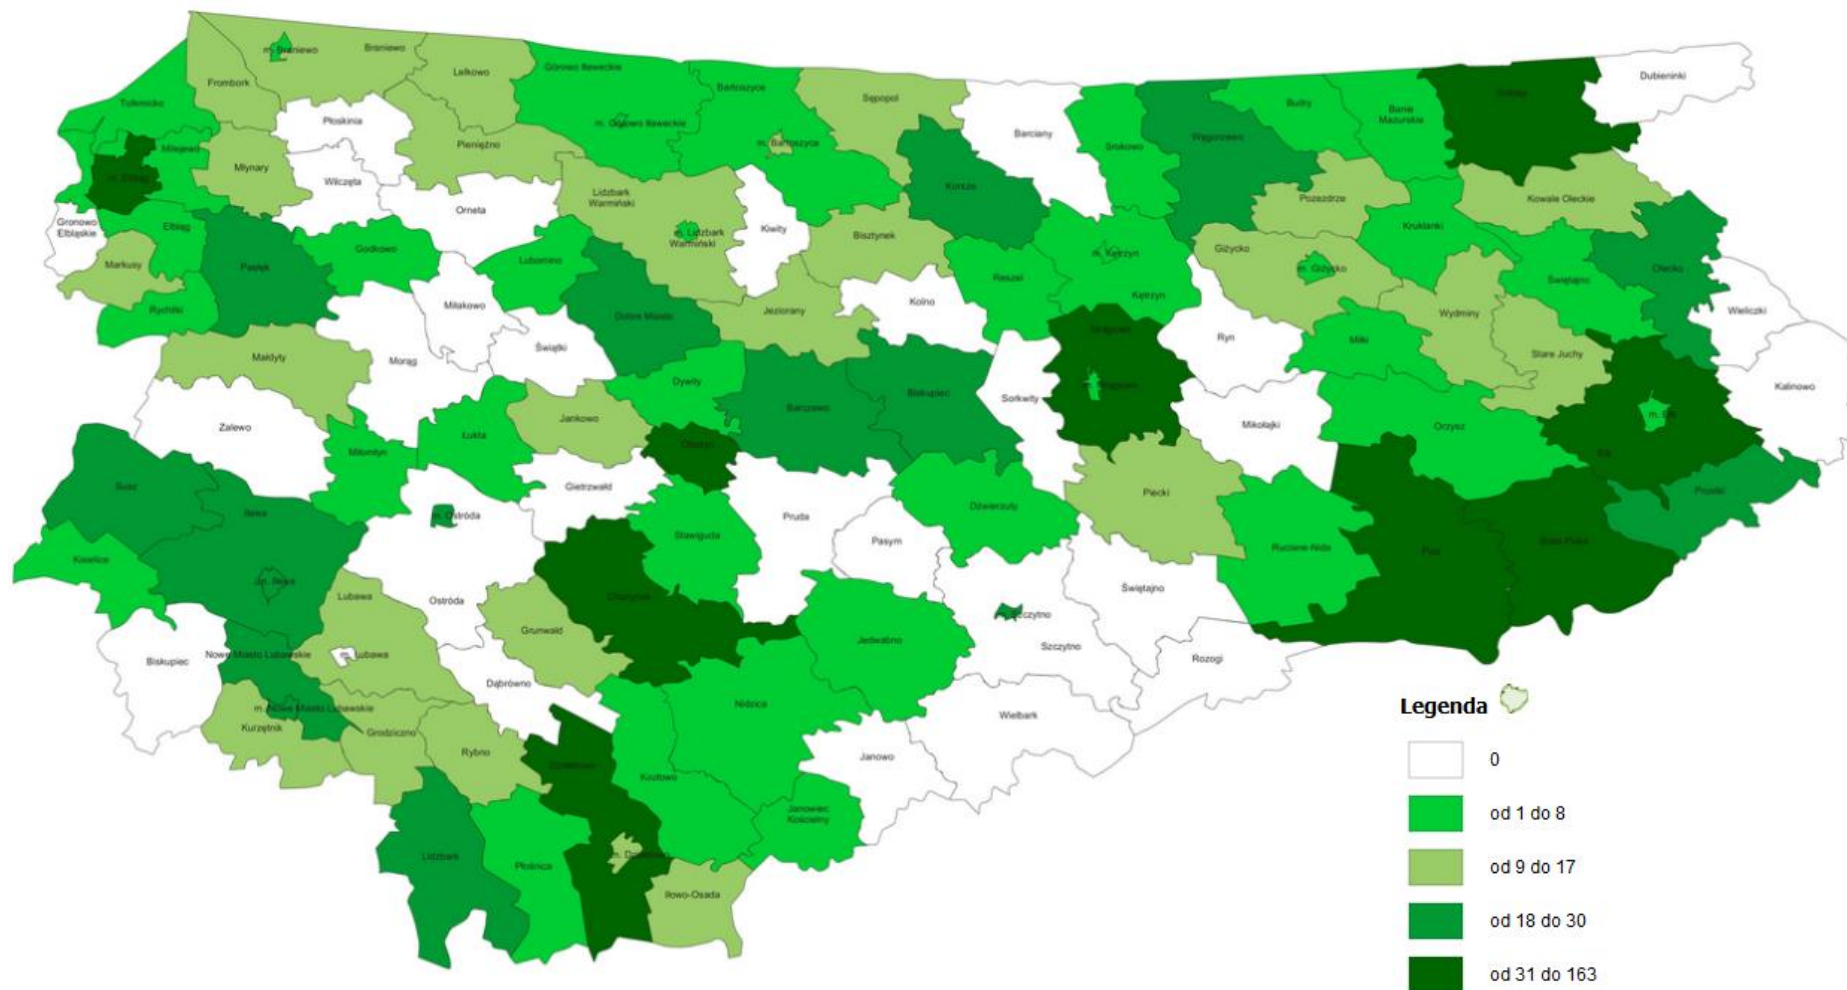 Dubieninki
m. Braniewo
Braniewo
Lelkowo
Górowo Iławeckie
Bartoszyce
Frombork
Sępopol
Tolkmicko
Budry
Banie
Mazurskie
Gołdap
Płoskinia
m. Górowo Iławeckie
Barciany
Węgorzewo
Srokowo
Milejewo
Pieniężno
m. Bartoszyce
Młynary
m. Elbląg
Wilczęta
Lidzbark
Warmiński
Korsze
Pozezdrze
Kowale Oleckie
Orneta
Gronowo
Elbląskie
Elbląg
Kruklanki
m. Lidzbark
Warmiński
Kiwity
Bisztynek
Godkowo
Giżycko
Markusy
Pasłęk
Lubomino
m. Kętrzyn
m. Giżycko
Olecko
Reszel
Świętajno
Kętrzyn
Rychliki
Miłakowo
Kolno
Jeziorany
Wydminy
Wieliczki
Dobre Miasto
Mrągowo
Świątki
Ryn
Miłki
Małdyty
Morąg
Stare Juchy
Dywity
Kalinowo
Biskupiec
Sorkwity
m. Mrągowo
Barczewo
Jankowo
m. Ełk
Zalewo
Łukta
Mikołajki
Orzysz
Olsztyn
Miłomłyn
Ełk
Susz
Gietrzwałd
Piecki
Prostki
Iława
m. Ostróda
Pruda
Dźwierzuty
Stawiguda
Pasym
Biała Piska
Ruciane-Nida
Pisz
Kisielice
m. Iława
Świętajno
Lubawa
Ostróda
Olsztynek
m. Szczytno
Grunwald
Jedwabno
Szczytno
Nowe Miasto Lubawskie
m. Lubawa
Biskupiec
Rozogi
Dąbrówno
Nidzica
m. Nowe Miasto Lubawskie
Wielbark
Kurzętnik
Grodziczno
Rybno
Janowo
Działdowo
Kozłowo
Janowiec
Kościelny
Lidzbark
m. Działdowo
Płośnica
Iłowo-Osada
Legenda
0
od 1 do 8
od 9 do 17
od 18 do 30
od 31 do 163